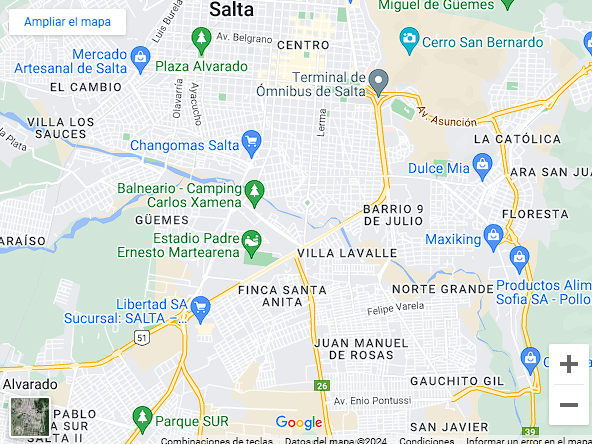 Ampliar el mapa
Luis Burela
Salta
Miguel de Güemes
Av. Belgrano
CENTRO
Cerro San Bernardo
Mercado
Artesanal de Salta
Plaza Alvarado
Terminal de
Ómnibus de Salta
EL CAMBIO
Olavarría
Ayacucho
Lerma
Av. Asunción
VILLA LOS
SAUCES
la Plata
Changomas Salta
LA CATÓLICA
Dulce Mia
ARA SAN JUA
Balneario - Camping
Carlos Xamena
GÜEMES
BARRIO 9
DE JULIO
FLORESTA
ARAÍSO
Estadio Padre
Ernesto Martearena
Maxiking
VILLA LAVALLE
FINCA SANTA
ANITA
NORTE GRANDE
Productos Alim
Sofia SA - Pollo
Libertad SA
Sucursal: SALTA – ...
Felipe Varela
51
JUAN MANUEL
DE ROSAS
Alvarado
26
GAUCHITO GIL
Av. Enio Pontussi
PABLO
A SUR
SALTA II
Parque SUR
Google
SAN JAVIER
39
Combinaciones de teclas
Datos del mapa ©2024
Condiciones
Informar un error en el mapa